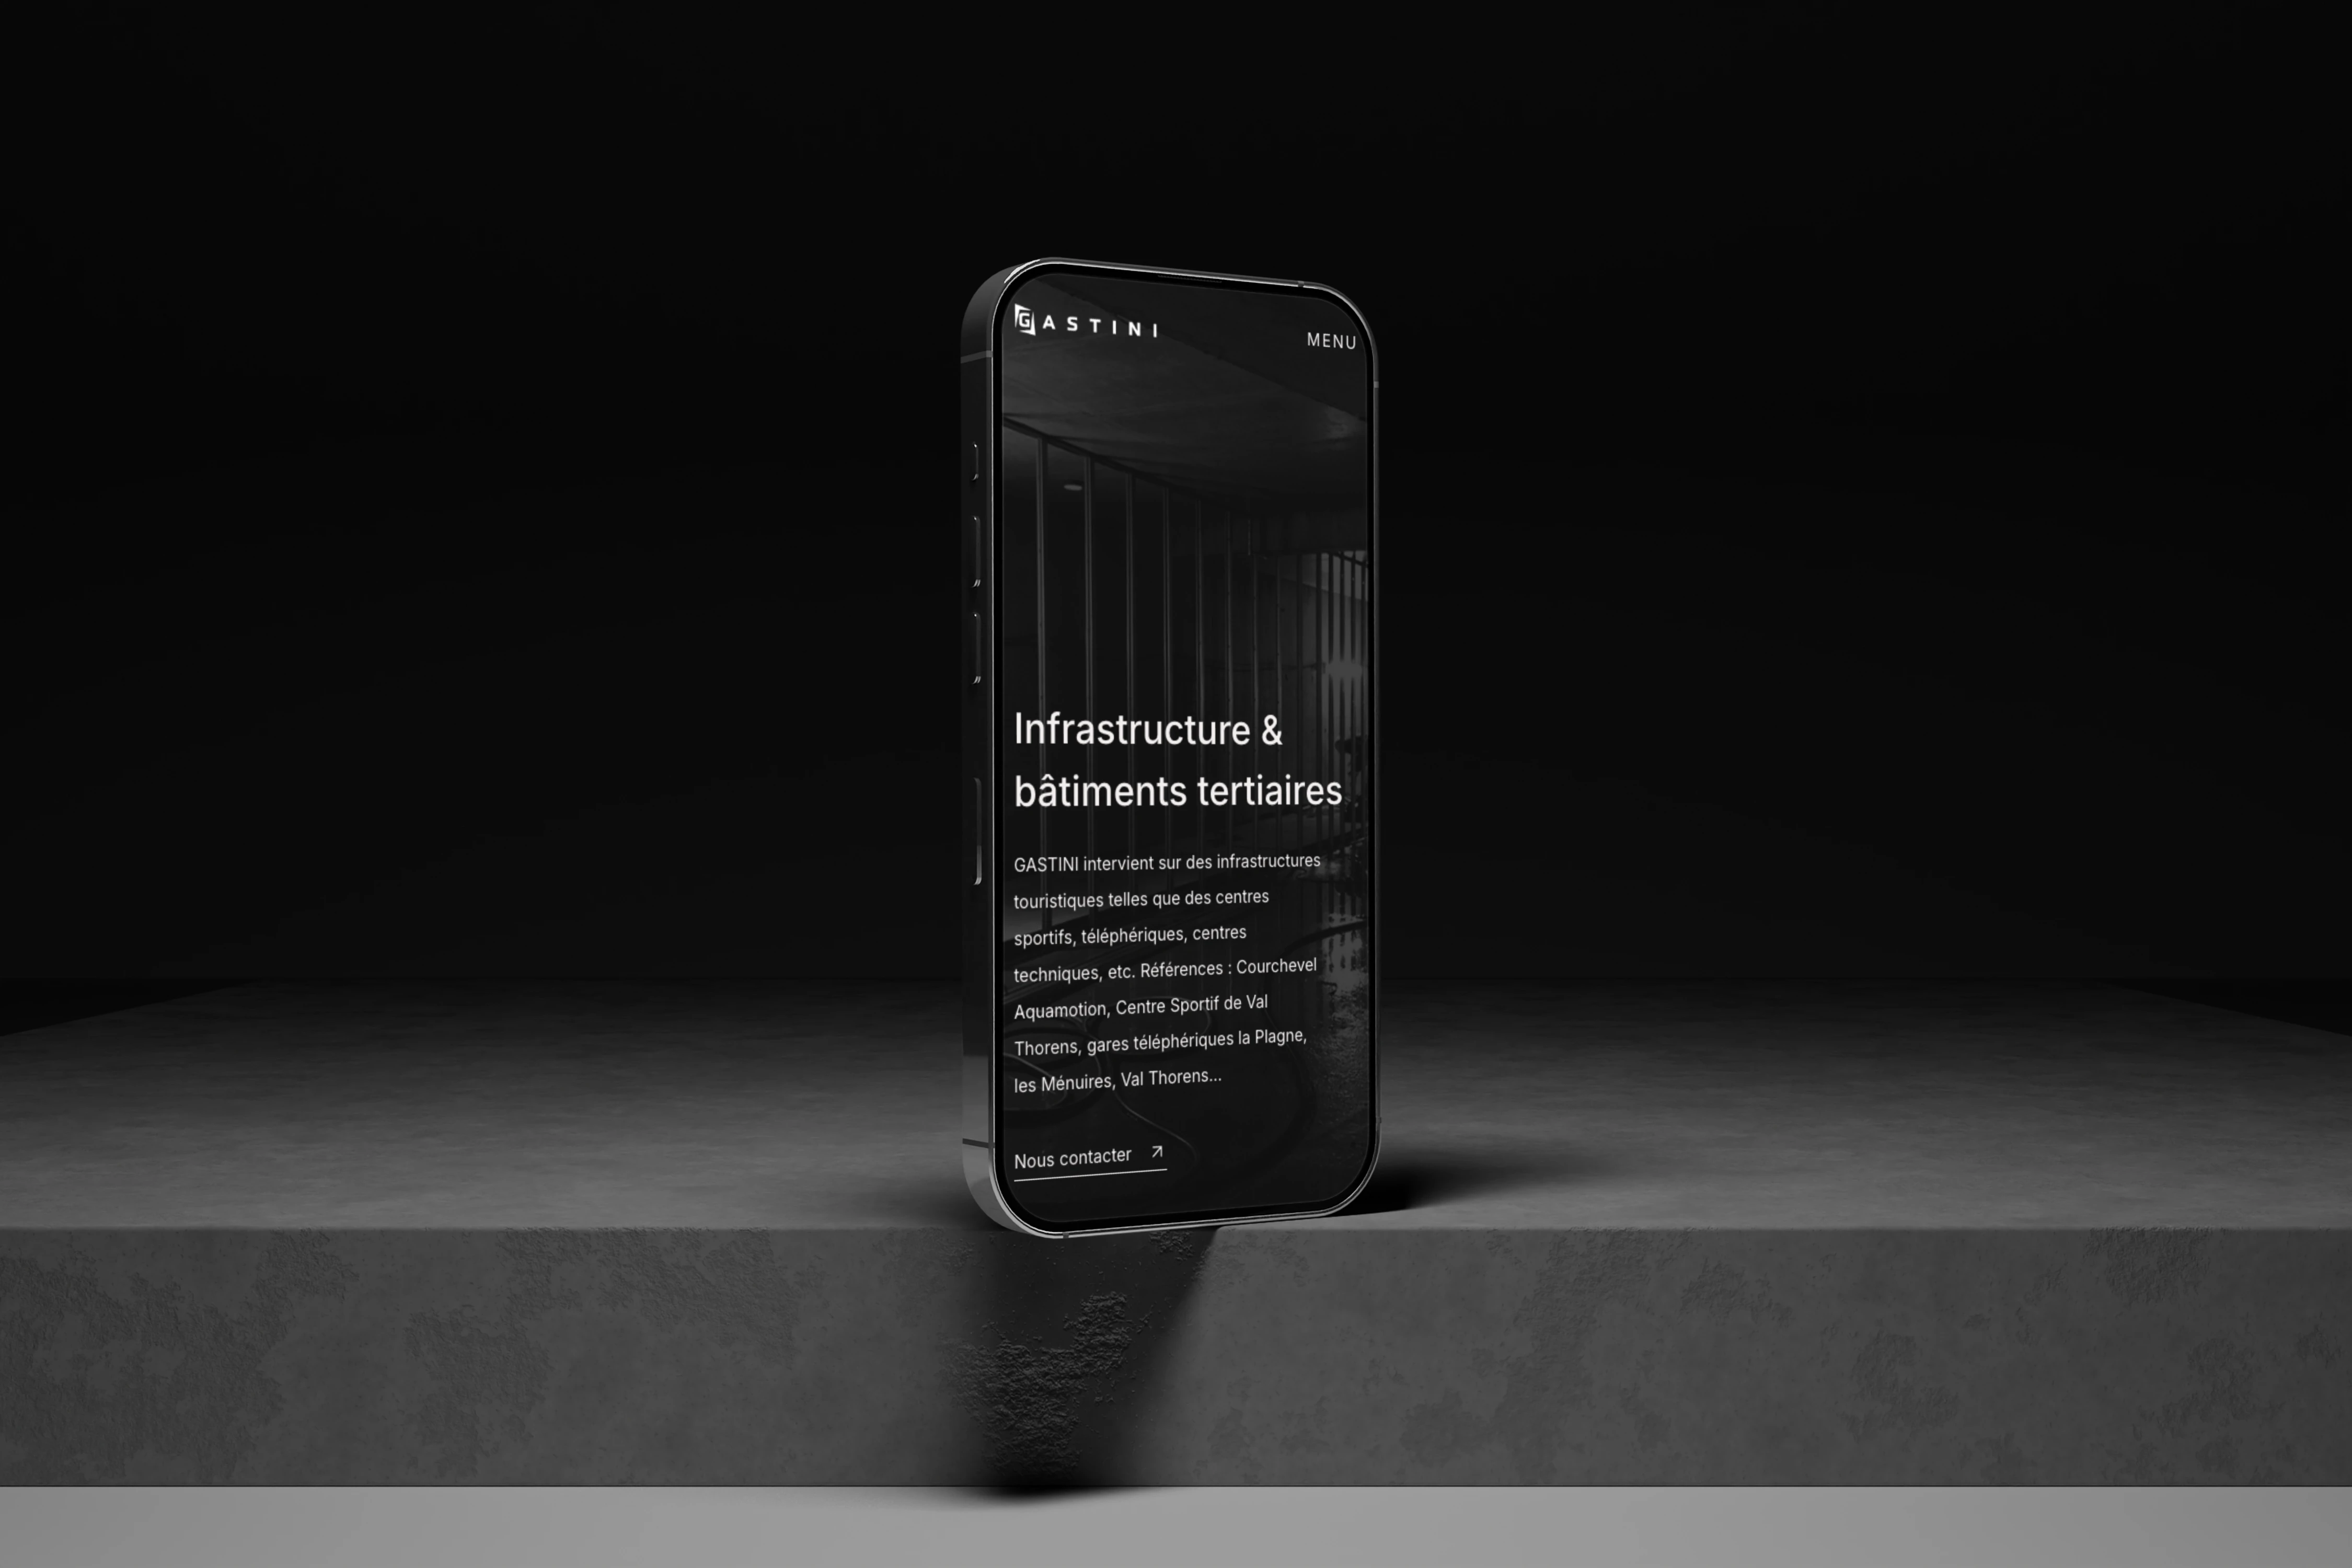 GASTINI
MENU
Infrastructure &
bâtiments tertiaires
GASTINI intervient sur des infrastructures
touristiques telles que des centres
sportifs, téléphériques, centres
techniques, etc. Références : Courchevel
Aquamotion, Centre Sportif de Val
Thorens, gares téléphériques la Plagne,
les Ménuires, Val Thorens...
Nous contacter